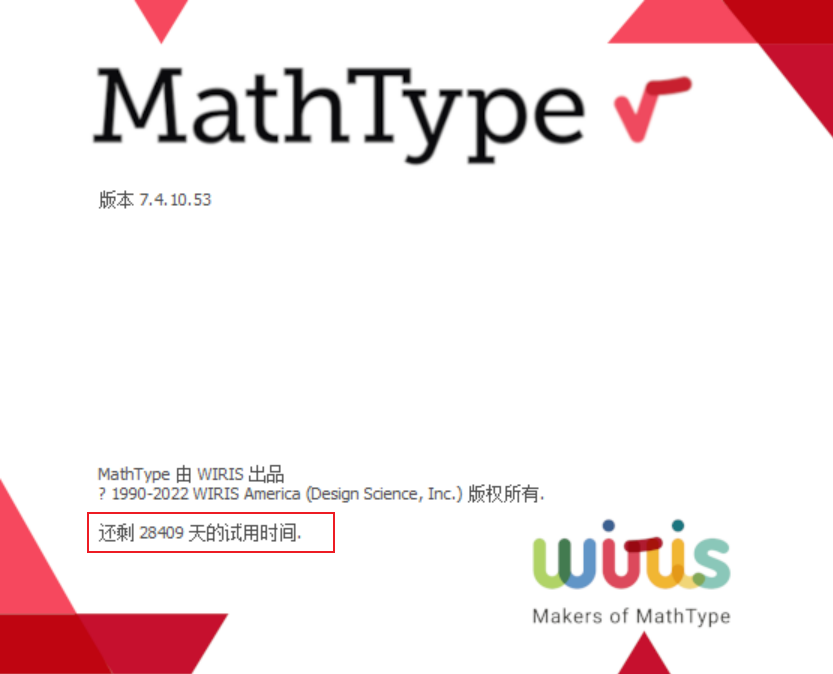 MathType
版本 7.4.10.53
MathType 由 WIRIS 出品
? 1990-2022 WIRIS America (Design Science, Inc.) 版权所有.
还剩 28409 天的试用时间.
wiris
Makers of MathType